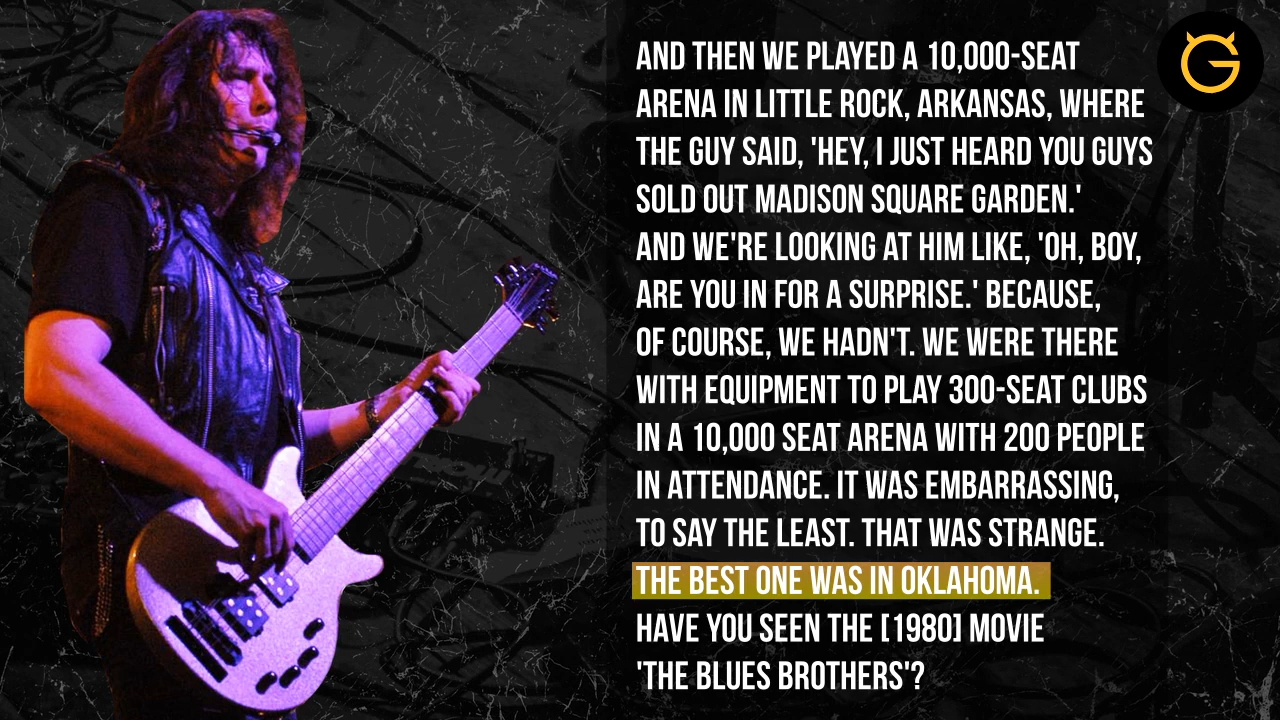 AND THEN WE PLAYED A 10,000-SEAT
ARENA IN LITTLE ROCK, ARKANSAS, WHERE
THE GUY SAID, 'HEY, I JUST HEARD YOU GUYS
SOLD OUT MADISON SQUARE GARDEN.'
AND WE'RE LOOKING AT HIM LIKE, 'OH, BOY,
ARE YOU IN FOR A SURPRISE.' BECAUSE,
OF COURSE, WE HADN'T. WE WERE THERE
WITH EQUIPMENT TO PLAY 300-SEAT CLUBS
IN A 10,000 SEAT ARENA WITH 200 PEOPLE
IN ATTENDANCE. IT WAS EMBARRASSING,
TO SAY THE LEAST. THAT WAS STRANGE.
THE BEST ONE WAS IN OKLAHOMA.
HAVE YOU SEEN THE [1980] MOVIE
'THE BLUES BROTHERS'?